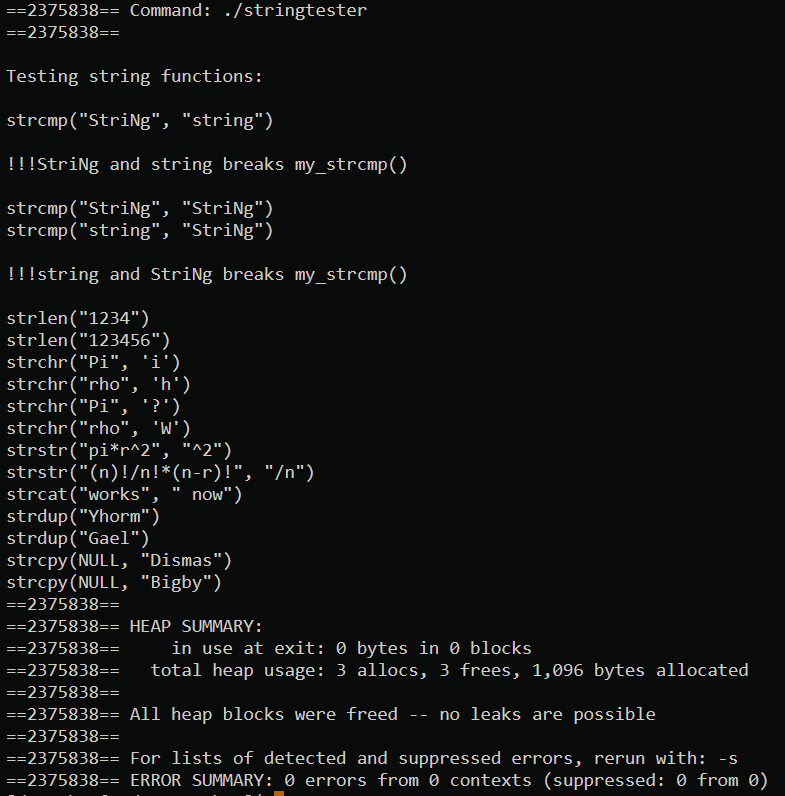 ==2375838== Command: ./stringtester
==2375838==
Testing string functions:
strcmp("StriNg", "string")
!!!StriNg and string breaks my_strcmp()
strcmp("StriNg", "StriNg")
strcmp("string", "StriNg")
!!!string and StriNg breaks my_strcmp()
strlen("1234")
strlen("123456")
strchr("Pi", 'i')
strchr("rho", 'h')
strchr("Pi", '?')
strchr("rho", 'W')
strstr("pi*r^2", "^2")
strstr("(n)!/n!*(n-r)!", "/n")
strcat("works", " now")
strdup("Yhorm")
strdup("Gael")
strcpy(NULL, "Dismas")
strcpy(NULL, "Bigby")
==2375838==
==2375838== HEAP SUMMARY:
==2375838==     in use at exit: 0 bytes in 0 blocks
==2375838==   total heap usage: 3 allocs, 3 frees, 1,096 bytes allocated
==2375838==
==2375838== All heap blocks were freed -- no leaks are possible
==2375838==
==2375838== For lists of detected and suppressed errors, rerun with: -s
==2375838== ERROR SUMMARY: 0 errors from 0 contexts (suppressed: 0 from 0)